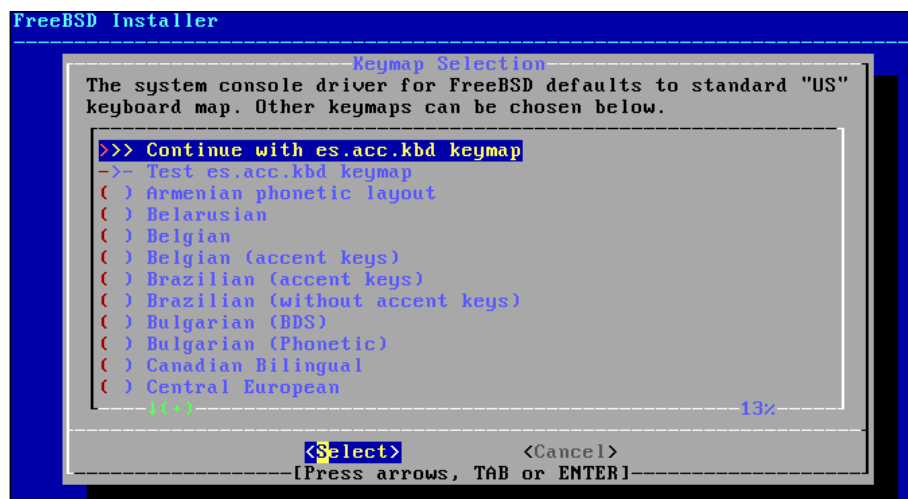 FreeBSD Installer
Keymap Selection
The system console driver for FreeBSD defaults to standard "US"
keyboard map. Other keymaps can be chosen below.
>>> Continue with es.acc.kbd keymap
->- Test es.acc.kbd keymap
( ) Armenian phonetic layout
( ) Belarusian
( ) Belgian
( ) Belgian (accent keys)
( ) Brazilian (accent keys)
( ) Brazilian (without accent keys)
( ) Bulgarian (BDS)
( ) Bulgarian (Phonetic)
( ) Canadian Bilingual
( ) Central European
↓(+) 13%
<Select> <Cancel>
[Press arrows, TAB or ENTER]